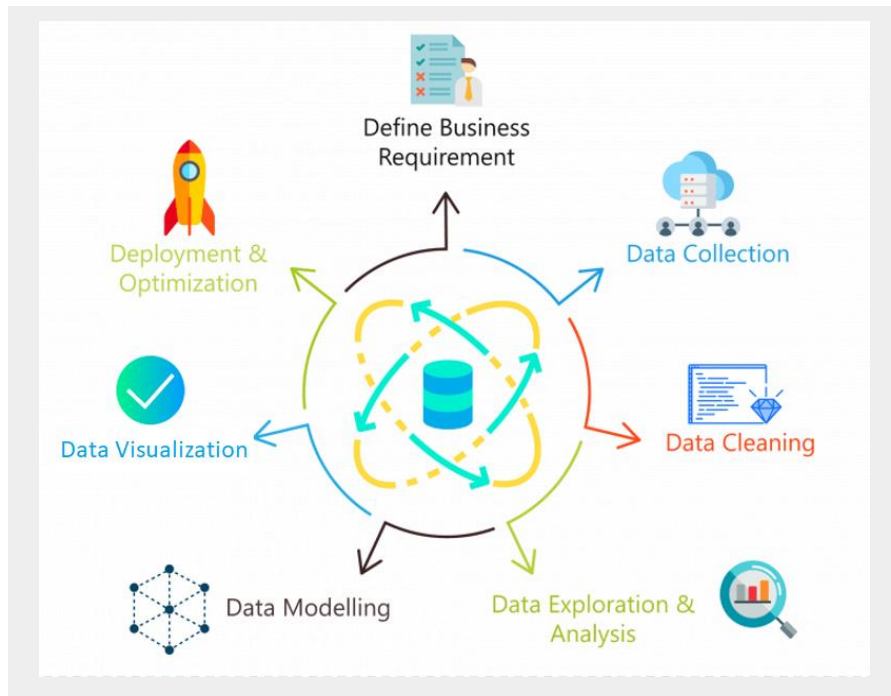 Define Business
Requirement
Data Collection
Data Cleaning
Data Exploration &
Analysis
Data Modelling
Data Visualization
Deployment &
Optimization